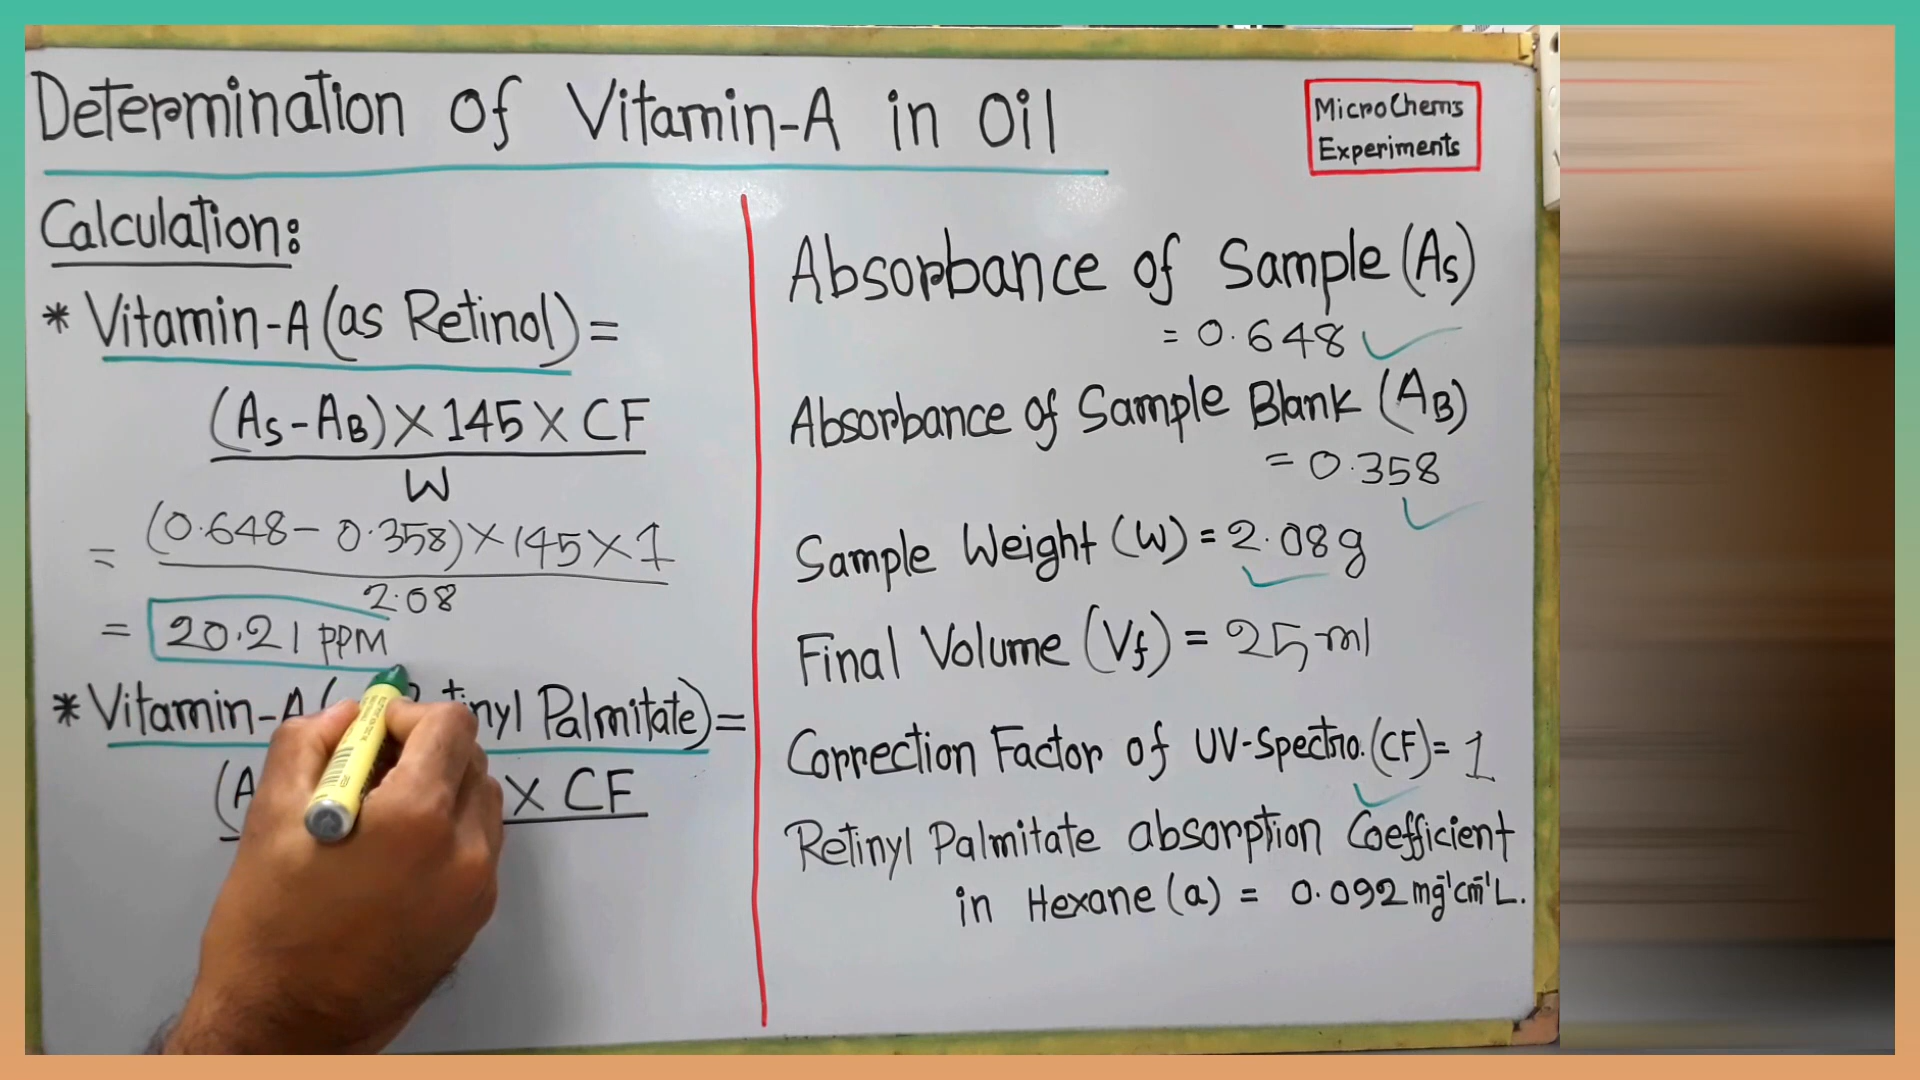 Determination of Vitamin-A in Oil
MicroChems
Experiments
Calculation:
* Vitamin-A (as Retinol) =
(As - AB) × 145 × CF
W
= (0.648 - 0.358) × 145 × 1
2.08
= 20.21 PPM
* Vitamin-A ( Palmitate) =
(A × CF
Absorbance of Sample (As)
= 0.648 ✓
Absorbance of Sample Blank (AB)
= 0.358 ✓
Sample Weight (W) = 2.08g ✓
Final Volume (Vf) = 25 ml
Correction Factor of UV-Spectro. (CF) = 1 ✓
Retinyl Palmitate absorption Coefficient
in Hexane (a) = 0.092 mg⁻¹cm⁻¹L.